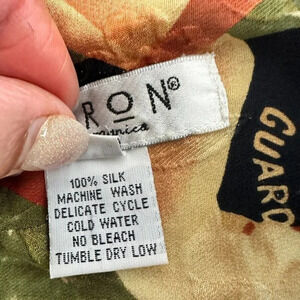 RON®
100% SILK
MACHINE WASH
DELICATE CYCLE
COLD WATER
NO BLEACH
TUMBLE DRY LOW
GUARD